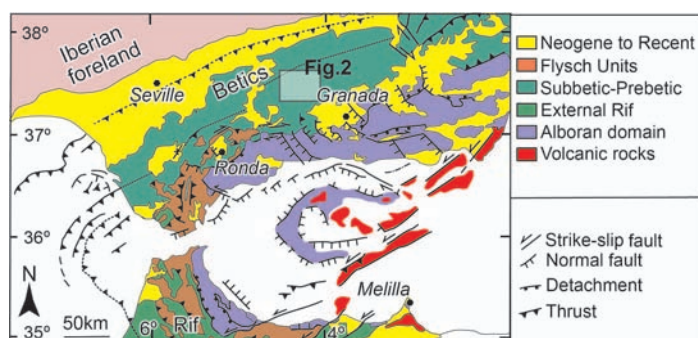 38°
37°
36°
35°
Iberian
foreland
Betics
Fig.2
Seville
Granada
Ronda
N
50km
6°
Rif
4°
Melilla
Neogene to Recent
Flysch Units
Subbetic-Prebetic
External Rif
Alboran domain
Volcanic rocks
Strike-slip fault
Normal fault
Detachment
Thrust